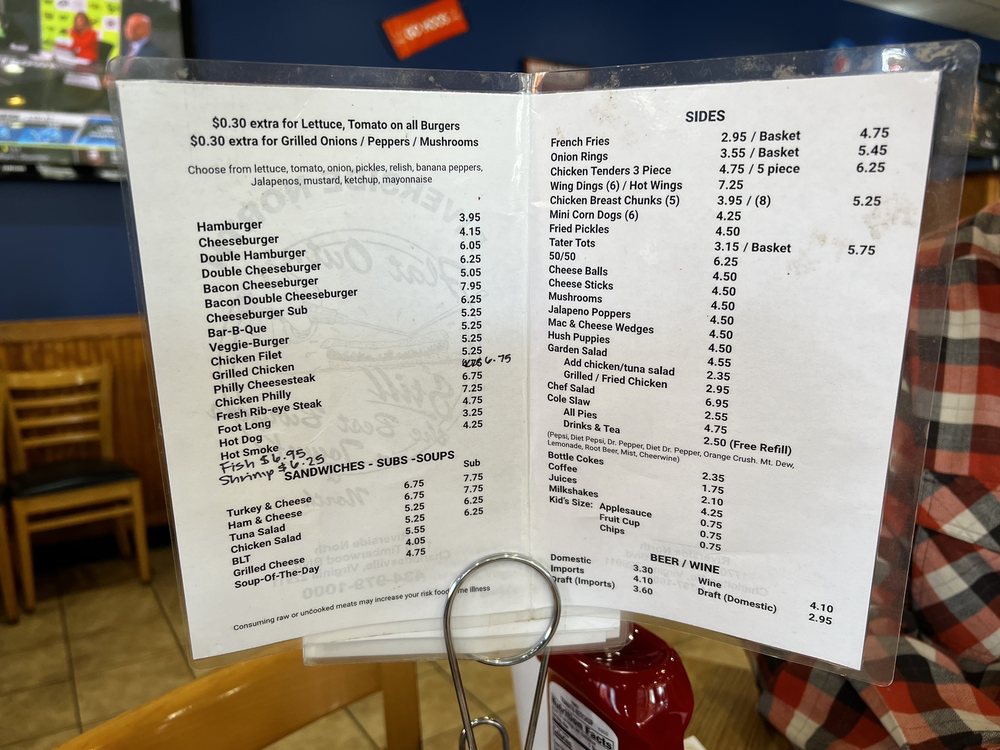 GO HOOS!
$0.30 extra for Lettuce, Tomato on all Burgers
$0.30 extra for Grilled Onions / Peppers / Mushrooms
Choose from lettuce, tomato, onion, pickles, relish, banana peppers,
Jalapenos, mustard, ketchup, mayonnaise
Hamburger 3.95
Cheeseburger 4.15
Double Hamburger 6.05
Double Cheeseburger 6.25
Bacon Cheeseburger 5.05
Bacon Double Cheeseburger 7.95
Cheeseburger Sub 6.25
Bar-B-Que 5.25
Veggie-Burger 5.25
Chicken Filet 5.25
Grilled Chicken 5.25
Philly Cheesesteak 6.75
Chicken Philly 6.75
Fresh Rib-eye Steak 7.25
Foot Long 4.75
Hot Dog 3.25
Hot Smoke 4.25
Fish $6.95
Shrimp $6.25
SANDWICHES - SUBS -SOUPS Sub
Turkey & Cheese 6.75 7.75
Ham & Cheese 6.75 7.75
Tuna Salad 5.25 6.25
Chicken Salad 5.25 6.25
BLT 5.55
Grilled Cheese 4.05
Soup-Of-The-Day 4.75
Consuming raw or uncooked meats may increase your risk illness
SIDES
French Fries 2.95 / Basket 4.75
Onion Rings 3.55 / Basket 5.45
Chicken Tenders 3 Piece 4.75 / 5 piece 6.25
Wing Dings (6) / Hot Wings 7.25
Chicken Breast Chunks (5) 3.95 / (8) 5.25
Mini Corn Dogs (6) 4.25
Fried Pickles 4.50
Tater Tots 3.15 / Basket 5.75
50/50 6.25
Cheese Balls 4.50
Cheese Sticks 4.50
Mushrooms 4.50
Jalapeno Poppers 4.50
Mac & Cheese Wedges 4.50
Hush Puppies 4.50
Garden Salad 4.55
Add chicken/tuna salad 2.35
Grilled / Fried Chicken 2.95
Chef Salad 6.95
Cole Slaw 2.55
All Pies 4.75
Drinks & Tea 2.50 (Free Refill)
(Pepsi, Diet Pepsi, Dr. Pepper, Diet Dr. Pepper, Orange Crush. Mt. Dew,
Lemonade, Root Beer, Mist, Cheerwine)
Bottle Cokes 2.35
Coffee 1.75
Juices 2.10
Milkshakes 4.25
Kid's Size: Applesauce 0.75
Fruit Cup 0.75
Chips 0.75
BEER / WINE
Domestic 3.30 Wine 4.10
Imports 4.10 Draft (Domestic) 2.95
Draft (Imports) 3.60